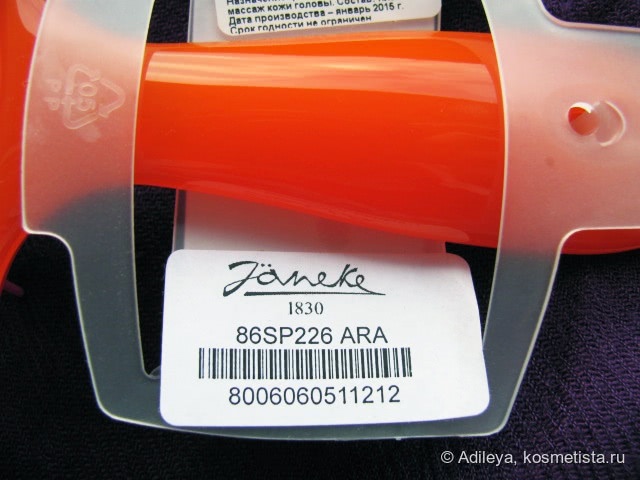 массаж кожи головы. Состав:
Дата производства – январь 2015 г.
Срок годности не ограничен
05
Jäneke
1830
86SP226 ARA
8006060511212
© Adileya, kosmetista.ru